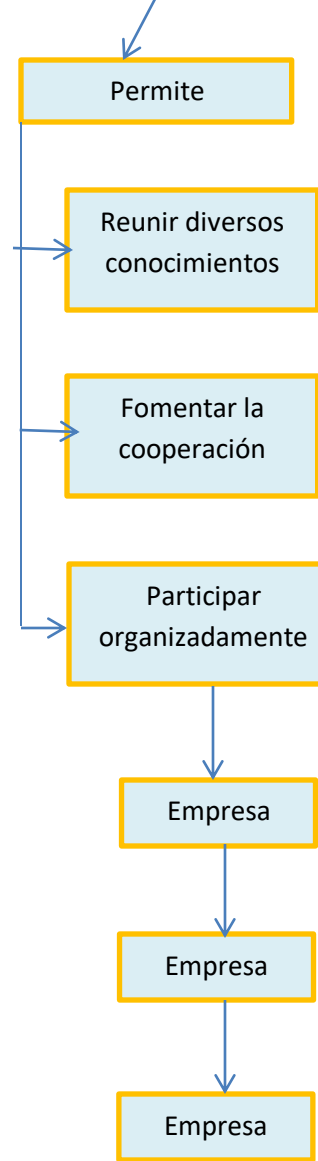 Permite
Reunir diversos
conocimientos
Fomentar la
cooperación
Participar
organizadamente
Empresa
Empresa
Empresa